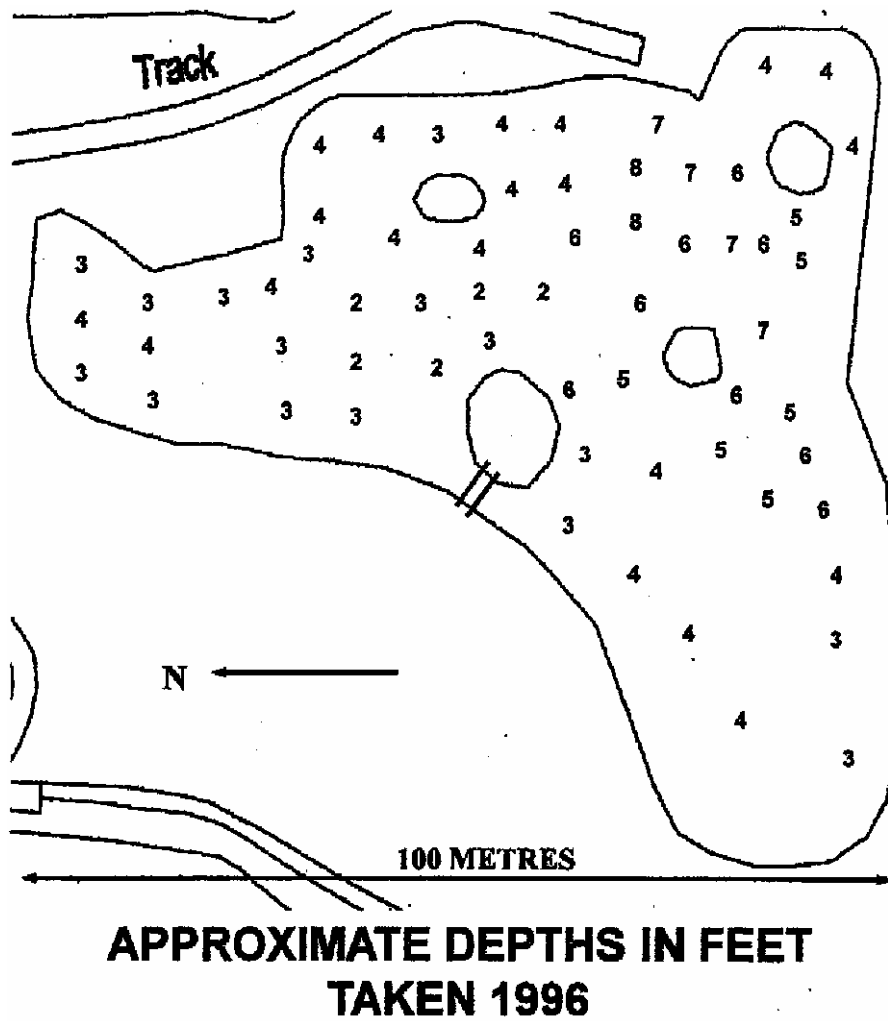 Track
4 4
4 4 3 4 4 7
4
8 7 6
4 4
4 8 5
4 4 6 6 7 6
3 3 5
4
3 3 4 2 3 2 2 6
4 7
4 3 2 2 3
3 6 5 6
3 3 3 5
3 4 5 6
5 6
3
4 4
4 3
N
4
3
100 METRES
APPROXIMATE DEPTHS IN FEET
TAKEN 1996